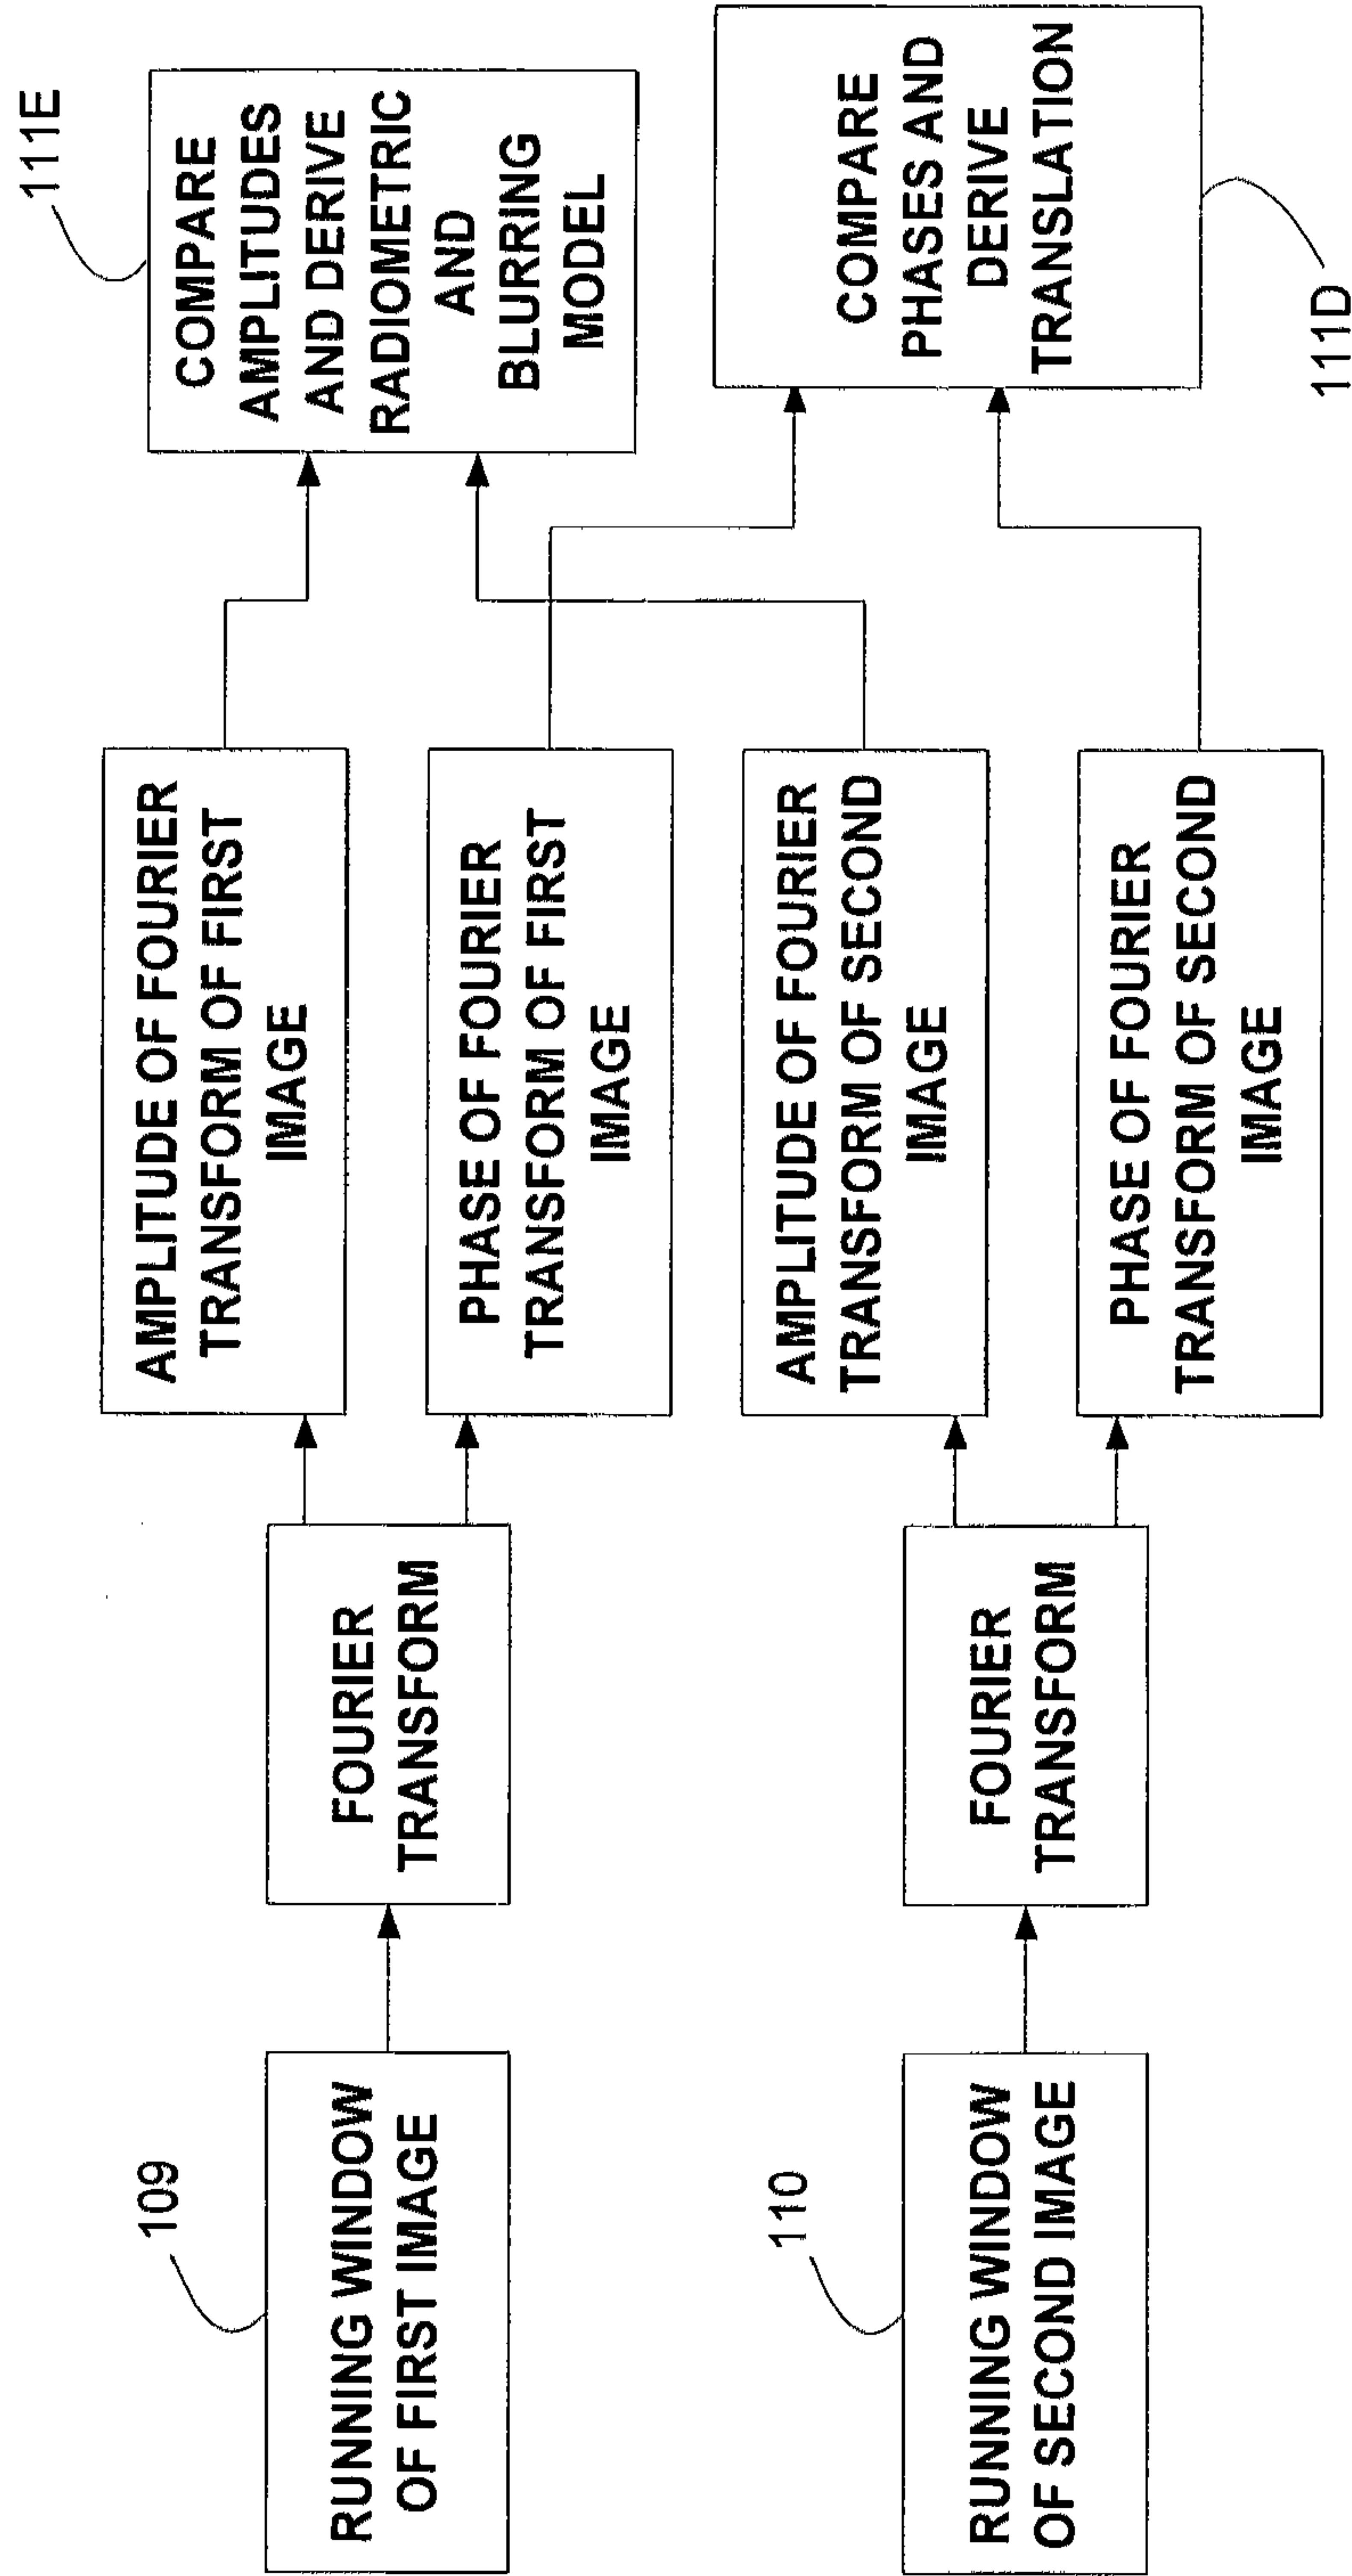 109
RUNNING WINDOW
OF FIRST IMAGE
FOURIER
TRANSFORM
AMPLITUDE OF FOURIER
TRANSFORM OF FIRST
IMAGE
PHASE OF FOURIER
TRANSFORM OF FIRST
IMAGE
111E
COMPARE
AMPLITUDES
AND DERIVE
RADIOMETRIC
AND
BLURRING
MODEL
110
RUNNING WINDOW
OF SECOND IMAGE
FOURIER
TRANSFORM
AMPLITUDE OF FOURIER
TRANSFORM OF SECOND
IMAGE
PHASE OF FOURIER
TRANSFORM OF SECOND
IMAGE
COMPARE
PHASES AND
DERIVE
TRANSLATION
111D